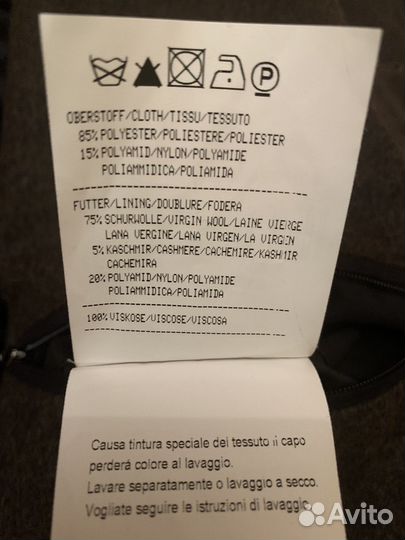 P
OBERSTOFF/CLOTH/TISSU/TESSUTO
85% POLYESTER/POLIESTERE/POLIESTER
15% POLYAMID/NYLON/POLYAMIDE
POLIAMMIDICA/POLIAMIDA
FUTTER/LINING/DOUBLURE/FODERA
75% SCHURWOLLE/VIRGIN WOOL/LAINE VIERGE
LANA VERGINE/LANA VIRGEN/LA VIRGEN
5% KASCHMIR/CASHMERE/CACHEMIRE/KASHMIR
CACHEMIRA
20% POLYAMID/NYLON/POLYAMIDE
POLIAMMIDICA/POLIAMIDA
100% VISKOSE/VISCOSE/VISCOSA
Causa tintura speciale del tessuto il capo
perderá colore al lavaggio.
Lavare separatamente o lavaggio a secco.
Vogliate seguire le istruzioni di lavaggio.
Avito